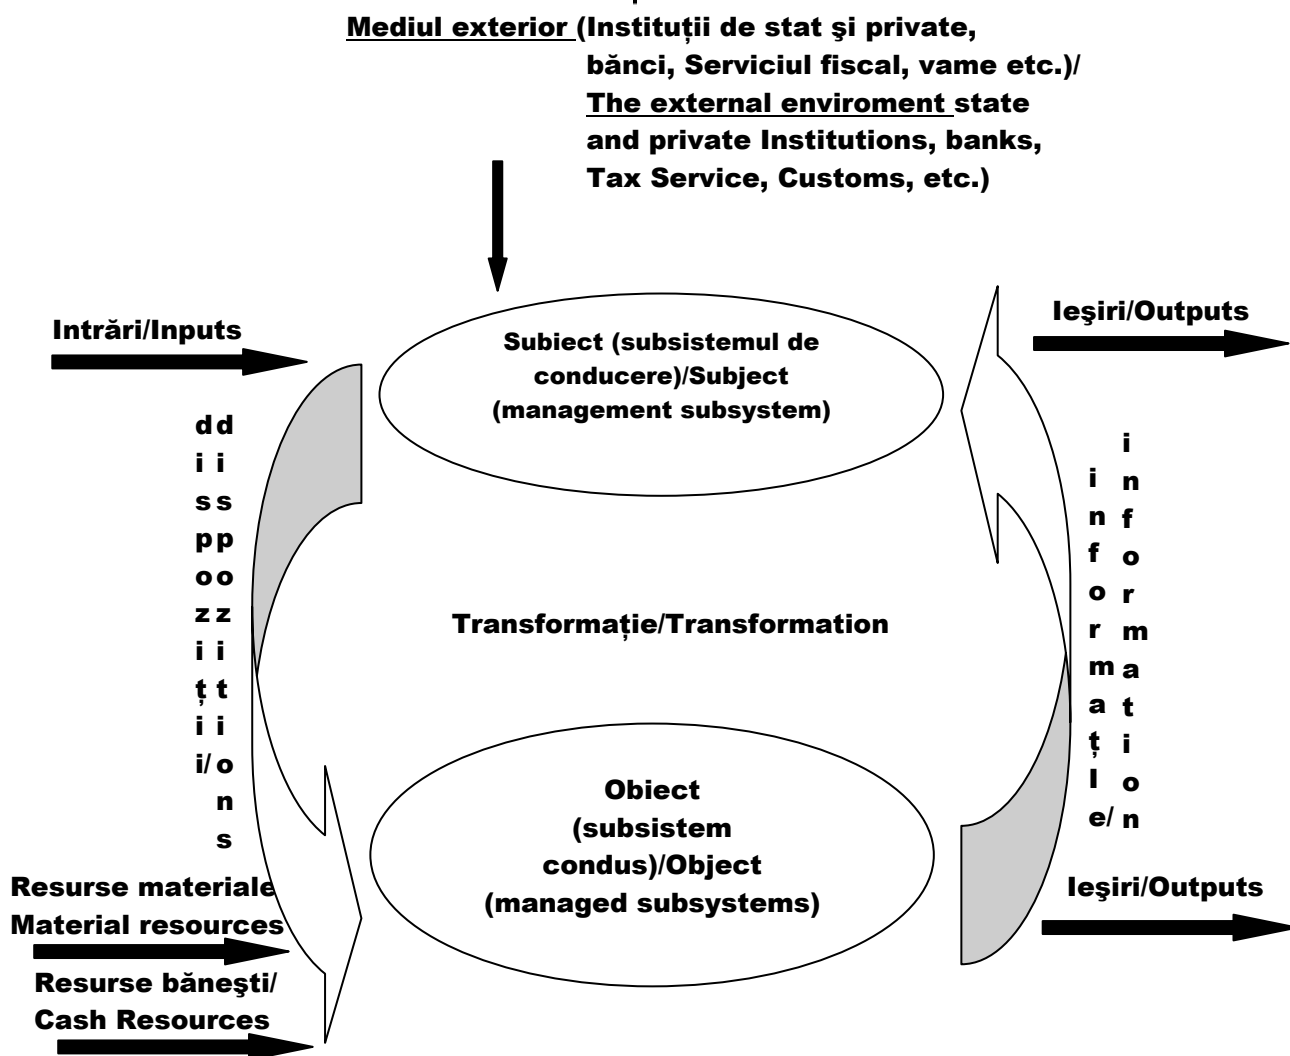 Mediul exterior (Instituții de stat şi private,
bănci, Serviciul fiscal, vame etc.)/
The external enviroment state
and private Institutions, banks,
Tax Service, Customs, etc.)
Intrări/Inputs
Subiect (subsistemul de
conducere)/Subject
(management subsystem)
Ieşiri/Outputs
dispoziții/
dispozitions
informațIe/
information
Transformație/Transformation
Obiect
(subsistem
condus)/Object
(managed subsystems)
Resurse materiale
Material resources
Resurse băneşti/
Cash Resources
Ieşiri/Outputs